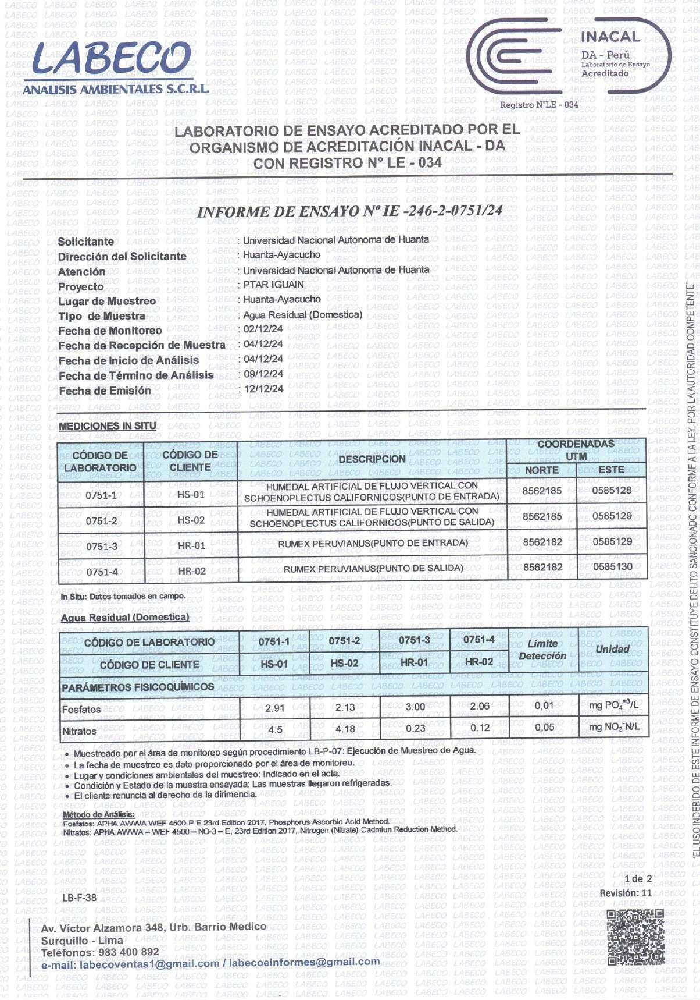 LABECO
ANALISIS AMBIENTALES S.C.R.L.
INACAL
DA - Perú
Laboratorio de Ensayo
Acreditado
Registro N°LE - 034
LABORATORIO DE ENSAYO ACREDITADO POR EL
ORGANISMO DE ACREDITACIÓN INACAL - DA
CON REGISTRO N° LE - 034
INFORME DE ENSAYO Nº IE -246-2-0751/24
Solicitante : Universidad Nacional Autonoma de Huanta
Dirección del Solicitante : Huanta-Ayacucho
Atención : Universidad Nacional Autonoma de Huanta
Proyecto : PTAR IGUAIN
Lugar de Muestreo : Huanta-Ayacucho
Tipo de Muestra : Agua Residual (Domestica)
Fecha de Monitoreo : 02/12/24
Fecha de Recepción de Muestra : 04/12/24
Fecha de Inicio de Análisis : 04/12/24
Fecha de Término de Análisis : 09/12/24
Fecha de Emisión : 12/12/24
MEDICIONES IN SITU
CÓDIGO DE LABORATORIO CÓDIGO DE CLIENTE DESCRIPCION COORDENADAS UTM
NORTE ESTE
0751-1 HS-01 HUMEDAL ARTIFICIAL DE FLUJO VERTICAL CON SCHOENOPLECTUS CALIFORNICOS(PUNTO DE ENTRADA) 8562185 0585128
0751-2 HS-02 HUMEDAL ARTIFICIAL DE FLUJO VERTICAL CON SCHOENOPLECTUS CALIFORNICOS(PUNTO DE SALIDA) 8562185 0585129
0751-3 HR-01 RUMEX PERUVIANUS(PUNTO DE ENTRADA) 8562182 0585129
0751-4 HR-02 RUMEX PERUVIANUS(PUNTO DE SALIDA) 8562182 0585130
In Situ: Datos tomados en campo.
Agua Residual (Domestica)
CÓDIGO DE LABORATORIO 0751-1 0751-2 0751-3 0751-4 Límite Detección Unidad
CÓDIGO DE CLIENTE HS-01 HS-02 HR-01 HR-02
PARÁMETROS FISICOQUÍMICOS
Fosfatos 2.91 2.13 3.00 2.06 0,01 mg PO₄⁼³/L
Nitratos 4.5 4.18 0.23 0.12 0,05 mg NO₃⁻N/L
• Muestreado por el área de monitoreo según procedimiento LB-P-07: Ejecución de Muestreo de Agua.
• La fecha de muestreo es dato proporcionado por el área de monitoreo.
• Lugar y condiciones ambientales del muestreo: Indicado en el acta.
• Condición y Estado de la muestra ensayada: Las muestras llegaron refrigeradas.
• El cliente renuncia al derecho de la dirimencia.
Método de Análisis:
Fosfatos: APHA AWWA WEF 4500-P E 23rd Edition 2017, Phosphorus Ascorbic Acid Method.
Nitratos: APHA AWWA – WEF 4500 – NO-3 – E, 23rd Edition 2017, Nitrogen (Nitrate) Cadmiun Reduction Method.
1 de 2
LB-F-38
Revisión: 11
Av. Víctor Alzamora 348, Urb. Barrio Medico
Surquillo - Lima
Teléfonos: 983 400 892
e-mail: labecoventas1@gmail.com / labecoeinformes@gmail.com
"EL USO INDEBIDO DE ESTE INFORME DE ENSAYO CONSTITUYE DELITO SANCIONADO CONFORME A LA LEY, POR LA AUTORIDAD COMPETENTE"